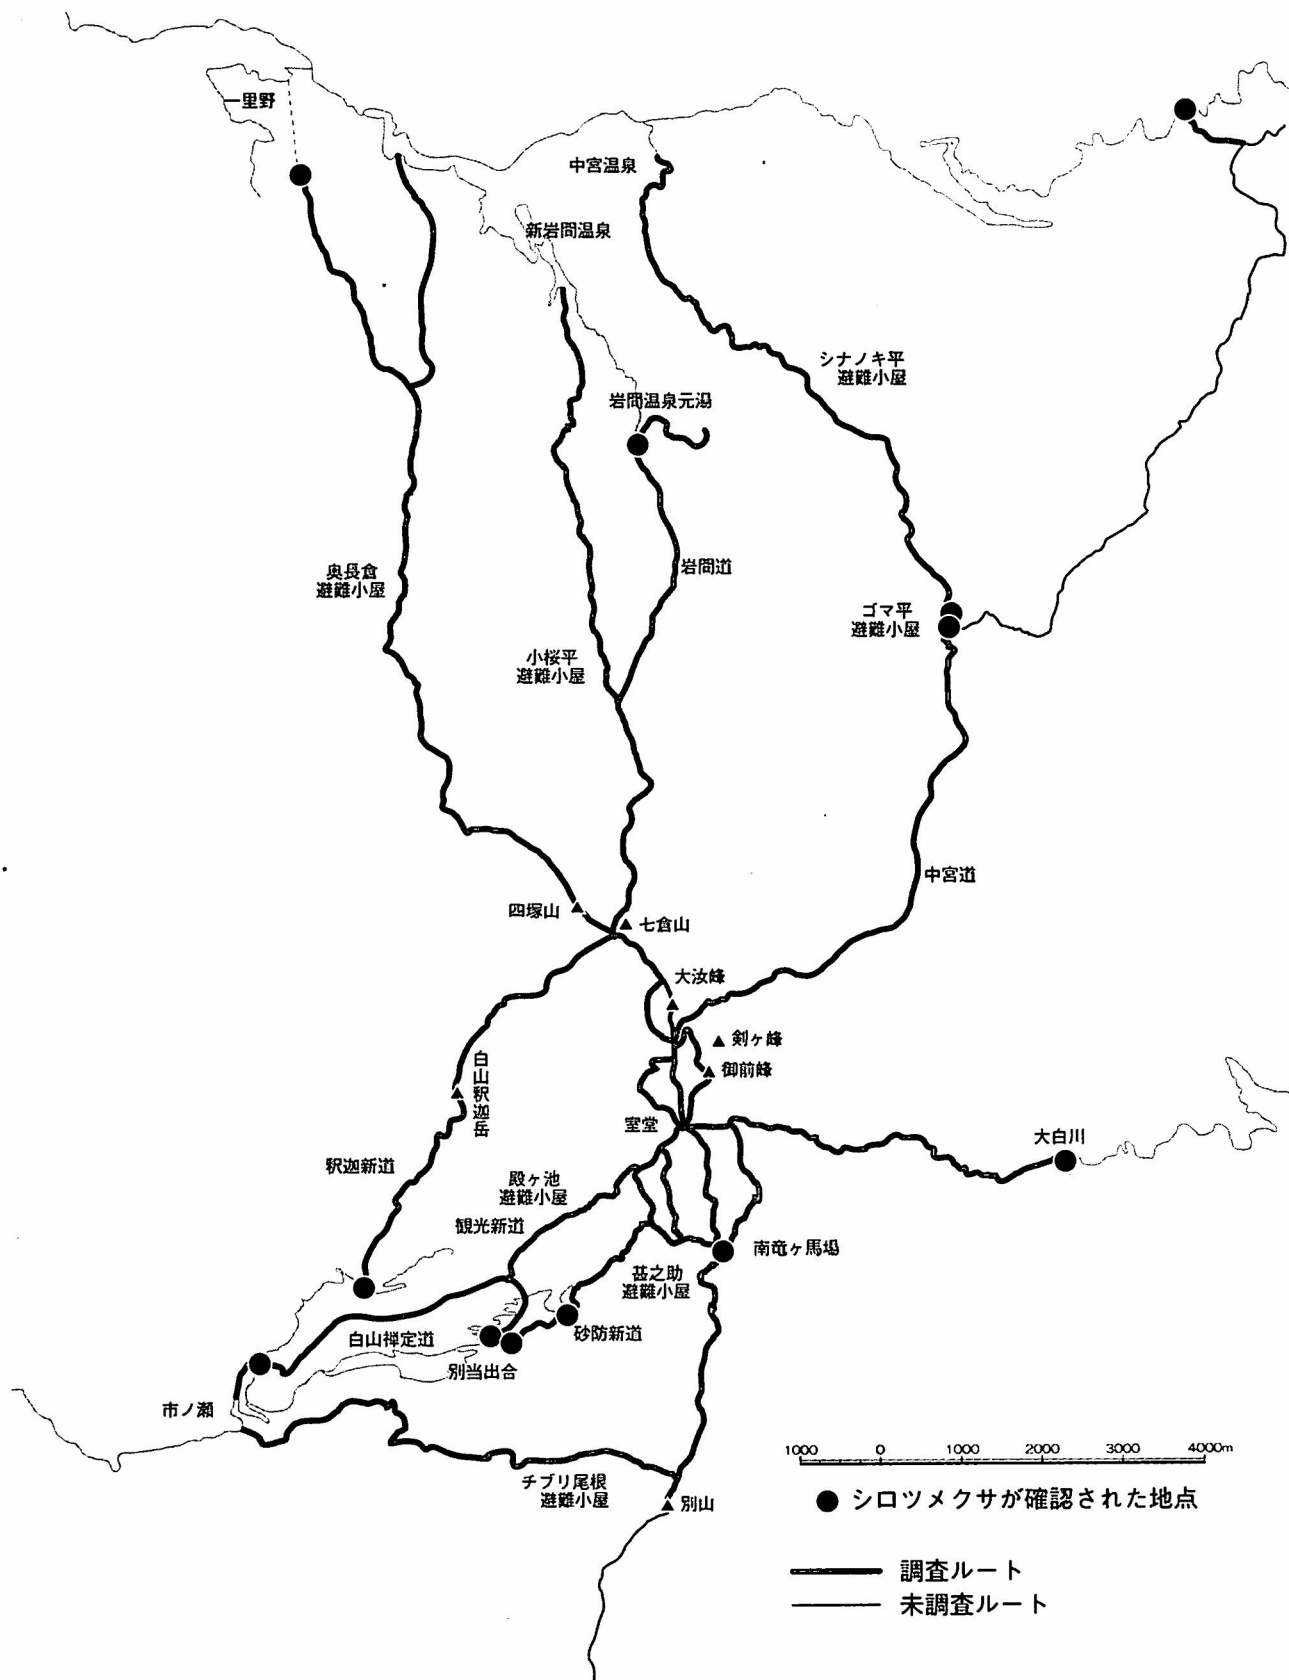 一里野
中宮温泉
新岩間温泉
シナノキ平
避難小屋
岩間温泉元湯
岩間道
奥長倉
避難小屋
ゴマ平
避難小屋
小桜平
避難小屋
中宮道
四塚山
七倉山
大汝峰
剣ヶ峰
御前峰
白山釈迦岳
室堂
大白川
釈迦新道
殿ヶ池
避難小屋
観光新道
南竜ヶ馬場
甚之助
避難小屋
砂防新道
白山禅定道
別当出合
市ノ瀬
チブリ尾根
避難小屋
別山
1000 0 1000 2000 3000 4000m
シロツメクサが確認された地点
調査ルート
未調査ルート